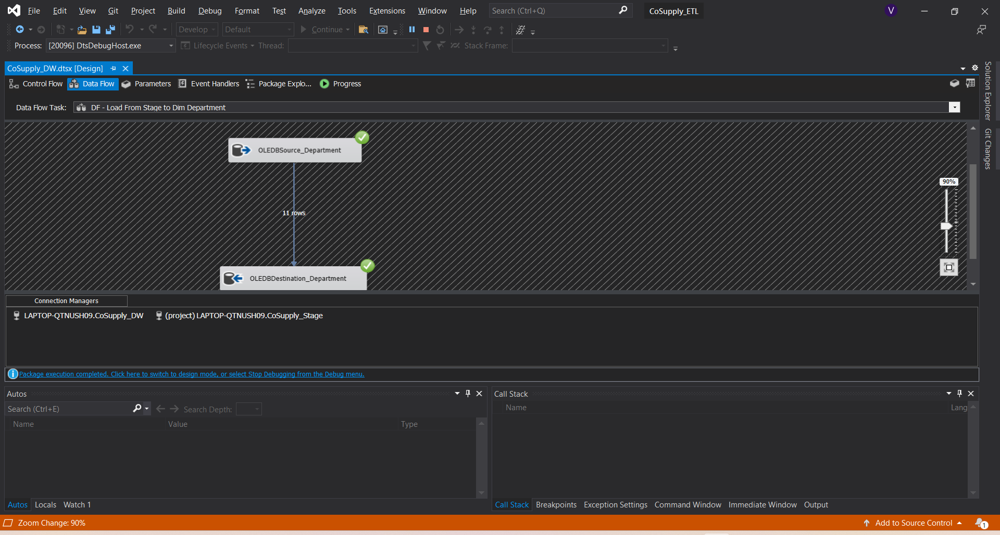 File Edit View Git Project Build Debug Format Test Analyze Tools Extensions Window Help Search (Ctrl+Q) CoSupply_ETL V
Develop Default Continue
Process: [20096] DtsDebugHost.exe Lifecycle Events Thread: Stack Frame:
CoSupply_DW.dtsx [Design]
Control Flow Data Flow Parameters Event Handlers Package Explo... Progress
Data Flow Task: DF - Load From Stage to Dim Department
Solution Explorer
Git Changes
OLEDBSource_Department
90%
11 rows
OLEDBDestination_Department
Connection Managers
LAPTOP-QTNUSH09.CoSupply_DW (project) LAPTOP-QTNUSH09.CoSupply_Stage
Package execution completed. Click here to switch to design mode, or select Stop Debugging from the Debug menu.
Autos
Search (Ctrl+E) Search Depth:
Name Value Type
Autos Locals Watch 1
Call Stack
Name Lang
Call Stack Breakpoints Exception Settings Command Window Immediate Window Output
Zoom Change: 90% Add to Source Control 1